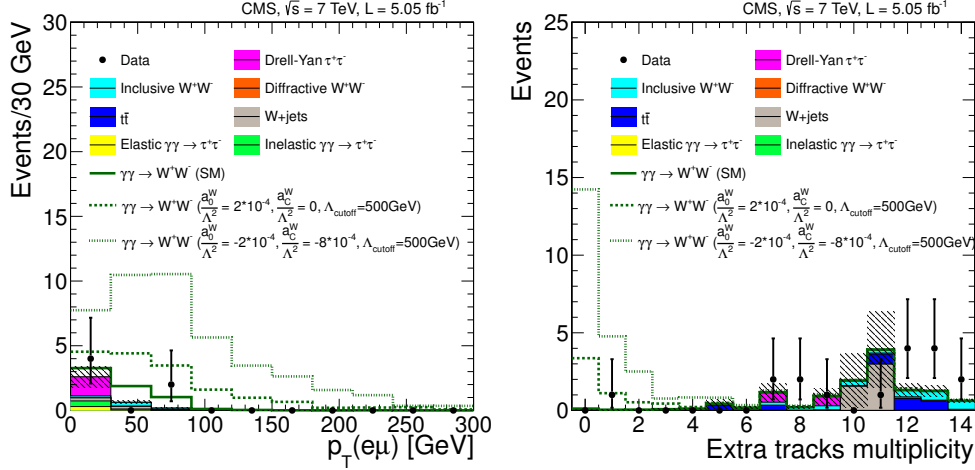 CMS, √s = 7 TeV, L = 5.05 fb⁻¹
Events/30 GeV
30
25
20
15
10
5
0
Data
Drell-Yan τ⁺τ⁻
Inclusive W⁺W⁻
Diffractive W⁺W⁻
tt̄
W+jets
Elastic γγ → τ⁺τ⁻
Inelastic γγ → τ⁺τ⁻
γγ → W⁺W⁻ (SM)
γγ → W⁺W⁻ (a₀ᵂ/Λ² = 2*10⁻⁴, a_Cᵂ/Λ² = 0, Λcutoff=500GeV)
γγ → W⁺W⁻ (a₀ᵂ/Λ² = -2*10⁻⁴, a_Cᵂ/Λ² = -8*10⁻⁴, Λcutoff=500GeV)
0 50 100 150 200 250 300
p_T(eμ) [GeV]
CMS, √s = 7 TeV, L = 5.05 fb⁻¹
Events
25
20
15
10
5
0
Data
Drell-Yan τ⁺τ⁻
Inclusive W⁺W⁻
Diffractive W⁺W⁻
tt̄
W+jets
Elastic γγ → τ⁺τ⁻
Inelastic γγ → τ⁺τ⁻
γγ → W⁺W⁻ (SM)
γγ → W⁺W⁻ (a₀ᵂ/Λ² = 2*10⁻⁴, a_Cᵂ/Λ² = 0, Λcutoff=500GeV)
γγ → W⁺W⁻ (a₀ᵂ/Λ² = -2*10⁻⁴, a_Cᵂ/Λ² = -8*10⁻⁴, Λcutoff=500GeV)
0 2 4 6 8 10 12 14
Extra tracks multiplicity